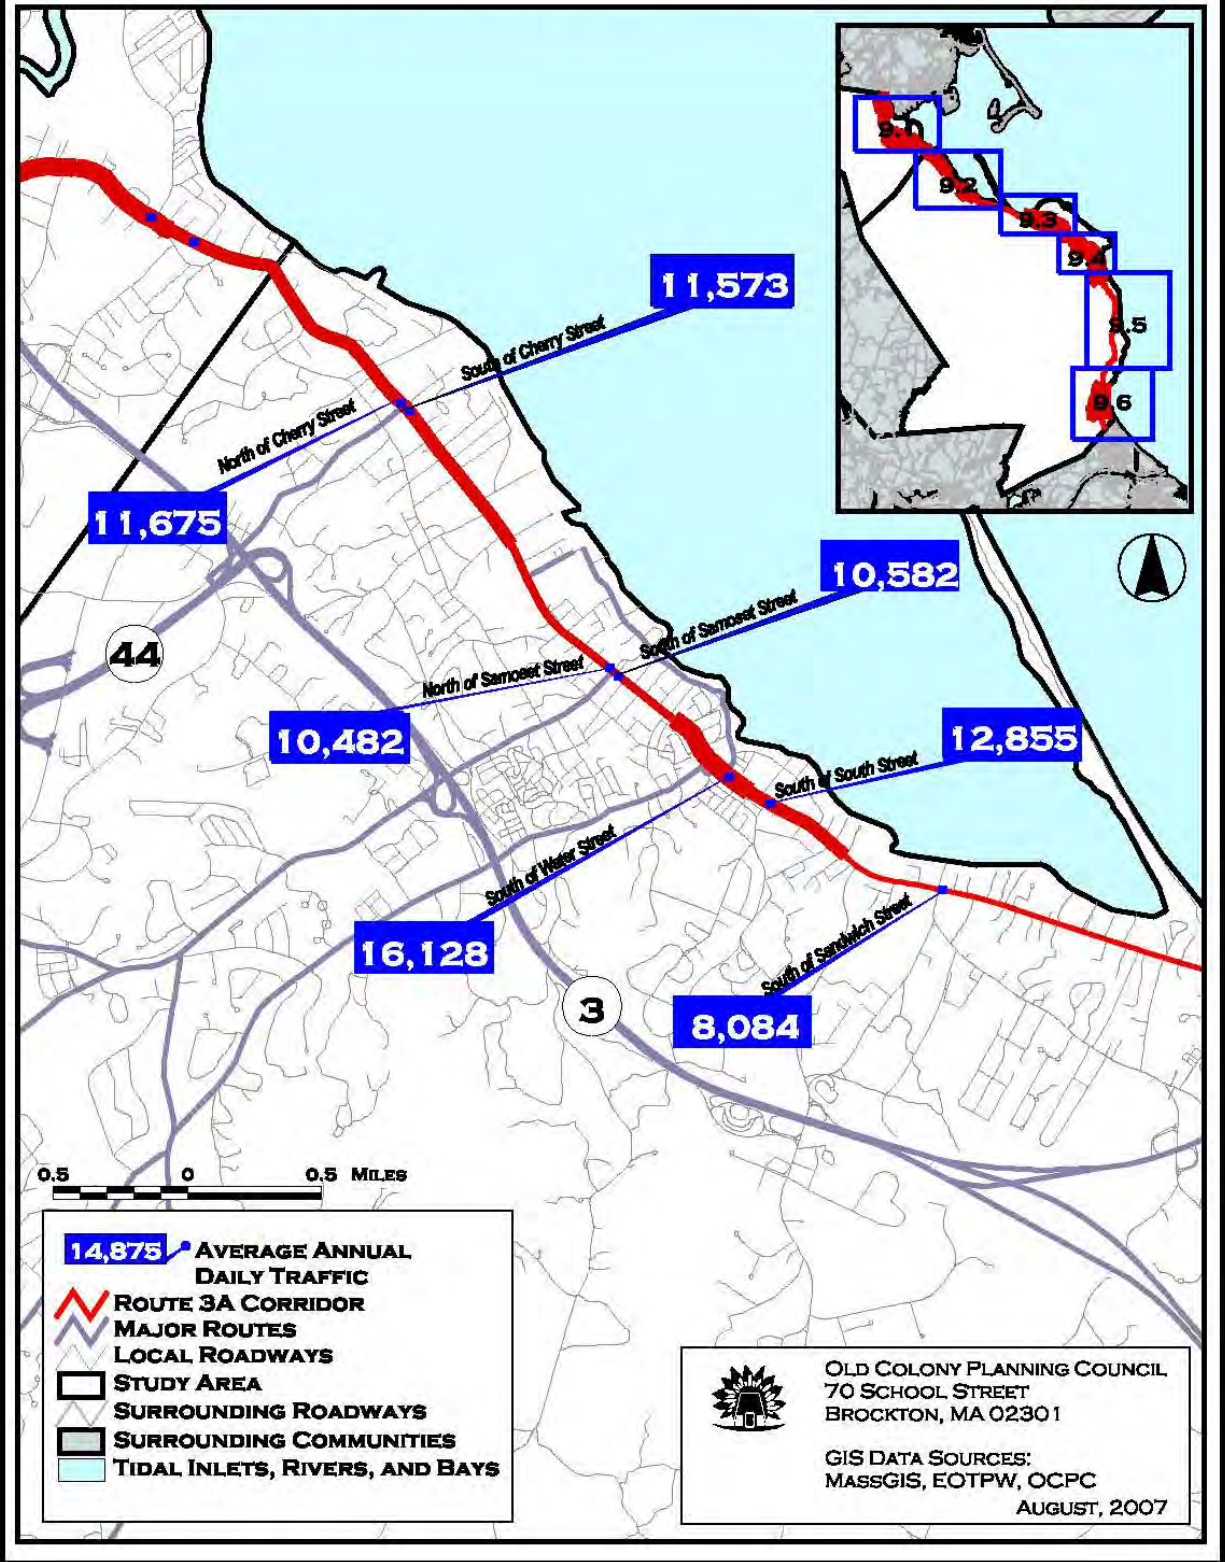 9.1
9.2
9.3
9.4
9.5
9.6
11,573
South of Cherry Street
North of Cherry Street
11,675
10,582
South of Samoset Street
44
North of Samoset Street
10,482
12,855
South of South Street
South of Water Street
16,128
South of Sandwich Street
3
8,084
0.5 0 0.5 MILES
14,875 AVERAGE ANNUAL
DAILY TRAFFIC
ROUTE 3A CORRIDOR
MAJOR ROUTES
LOCAL ROADWAYS
STUDY AREA
SURROUNDING ROADWAYS
SURROUNDING COMMUNITIES
TIDAL INLETS, RIVERS, AND BAYS
OLD COLONY PLANNING COUNCIL
70 SCHOOL STREET
BROCKTON, MA 02301
GIS DATA SOURCES:
MASSGIS, EOTPW, OCPC
AUGUST, 2007